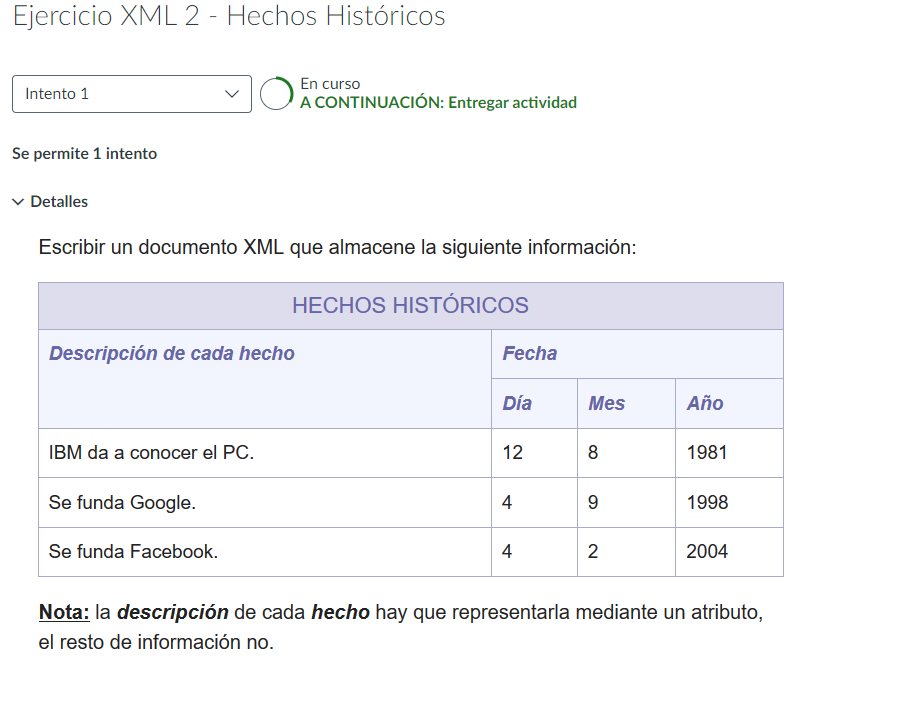 Ejercicio XML 2 - Hechos Históricos
Intento 1
En curso
A CONTINUACIÓN: Entregar actividad
Se permite 1 intento
Detalles
Escribir un documento XML que almacene la siguiente información:
HECHOS HISTÓRICOS
Descripción de cada hecho Fecha
Día Mes Año
IBM da a conocer el PC. 12 8 1981
Se funda Google. 4 9 1998
Se funda Facebook. 4 2 2004
Nota: la descripción de cada hecho hay que representarla mediante un atributo,
el resto de información no.